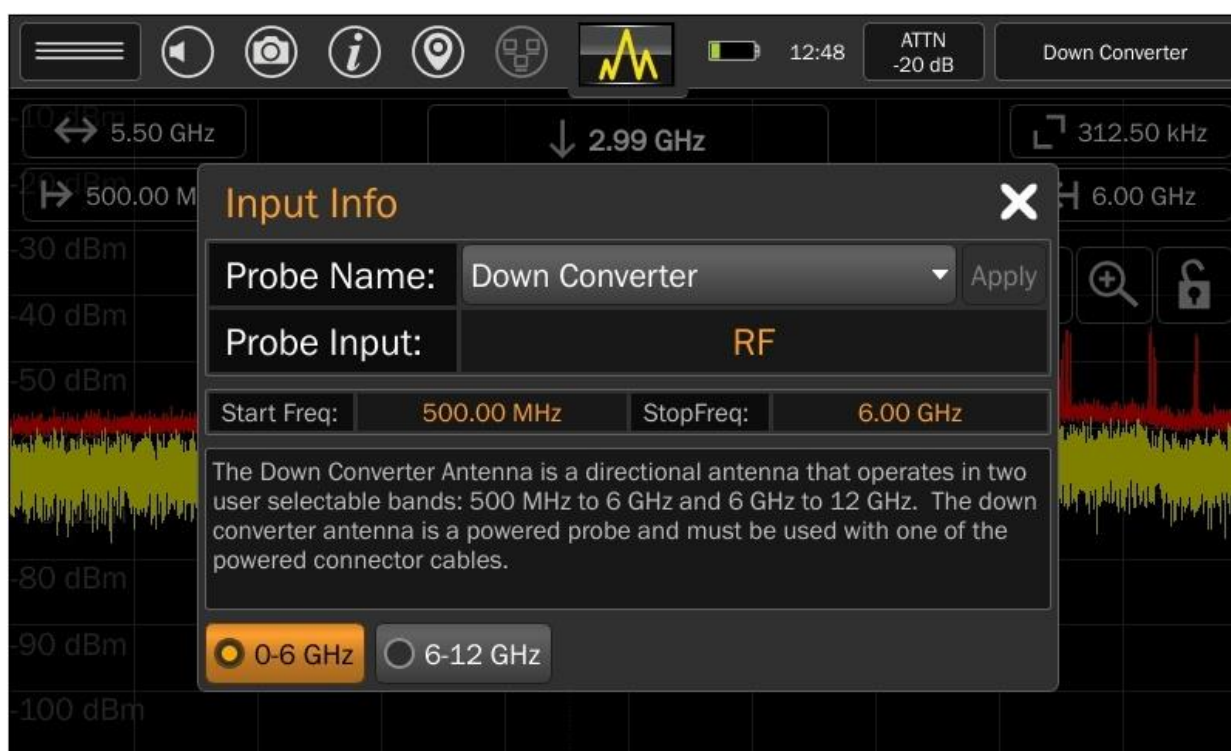 12:48
ATTN
-20 dB
Down Converter
-10 dBm
5.50 GHz
2.99 GHz
312.50 kHz
-20 dBm
500.00 M
6.00 GHz
Input Info
-30 dBm
Probe Name: Down Converter Apply
-40 dBm
Probe Input: RF
-50 dBm
Start Freq: 500.00 MHz StopFreq: 6.00 GHz
The Down Converter Antenna is a directional antenna that operates in two
user selectable bands: 500 MHz to 6 GHz and 6 GHz to 12 GHz. The down
converter antenna is a powered probe and must be used with one of the
powered connector cables.
-80 dBm
-90 dBm
0-6 GHz 6-12 GHz
-100 dBm